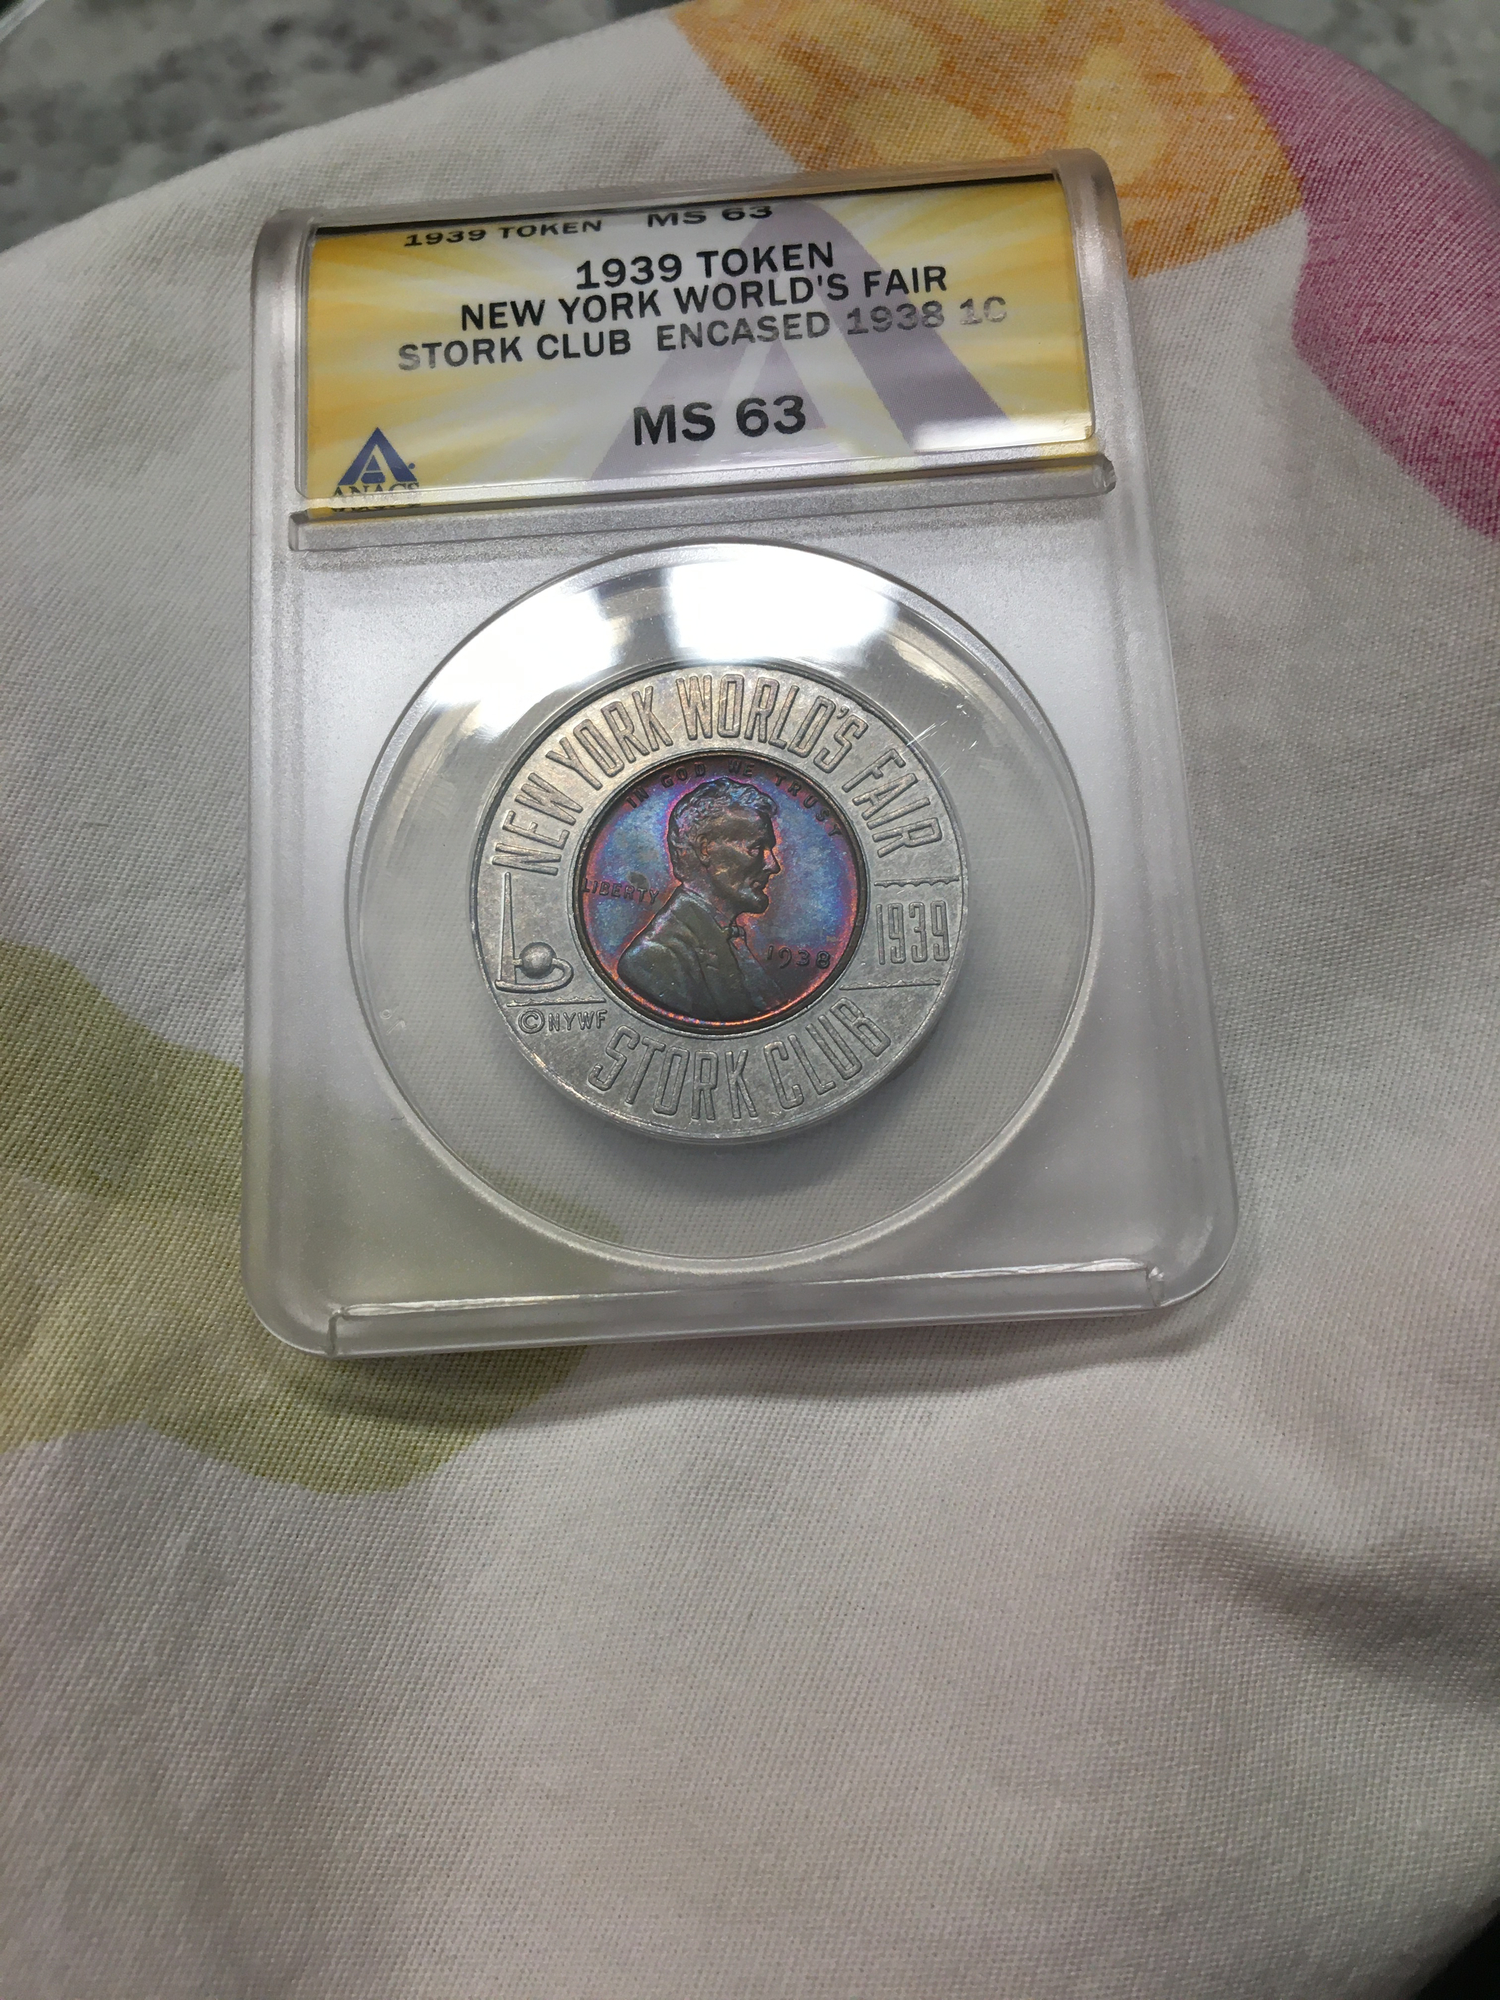 1939 TOKEN MS 63
1939 TOKEN
NEW YORK WORLD'S FAIR
STORK CLUB ENCASED 1938 1C
MS 63
ANACS
NEW YORK WORLD'S FAIR
IN GOD WE TRUST
LIBERTY
1938
1939
©NYWF
STORK CLUB